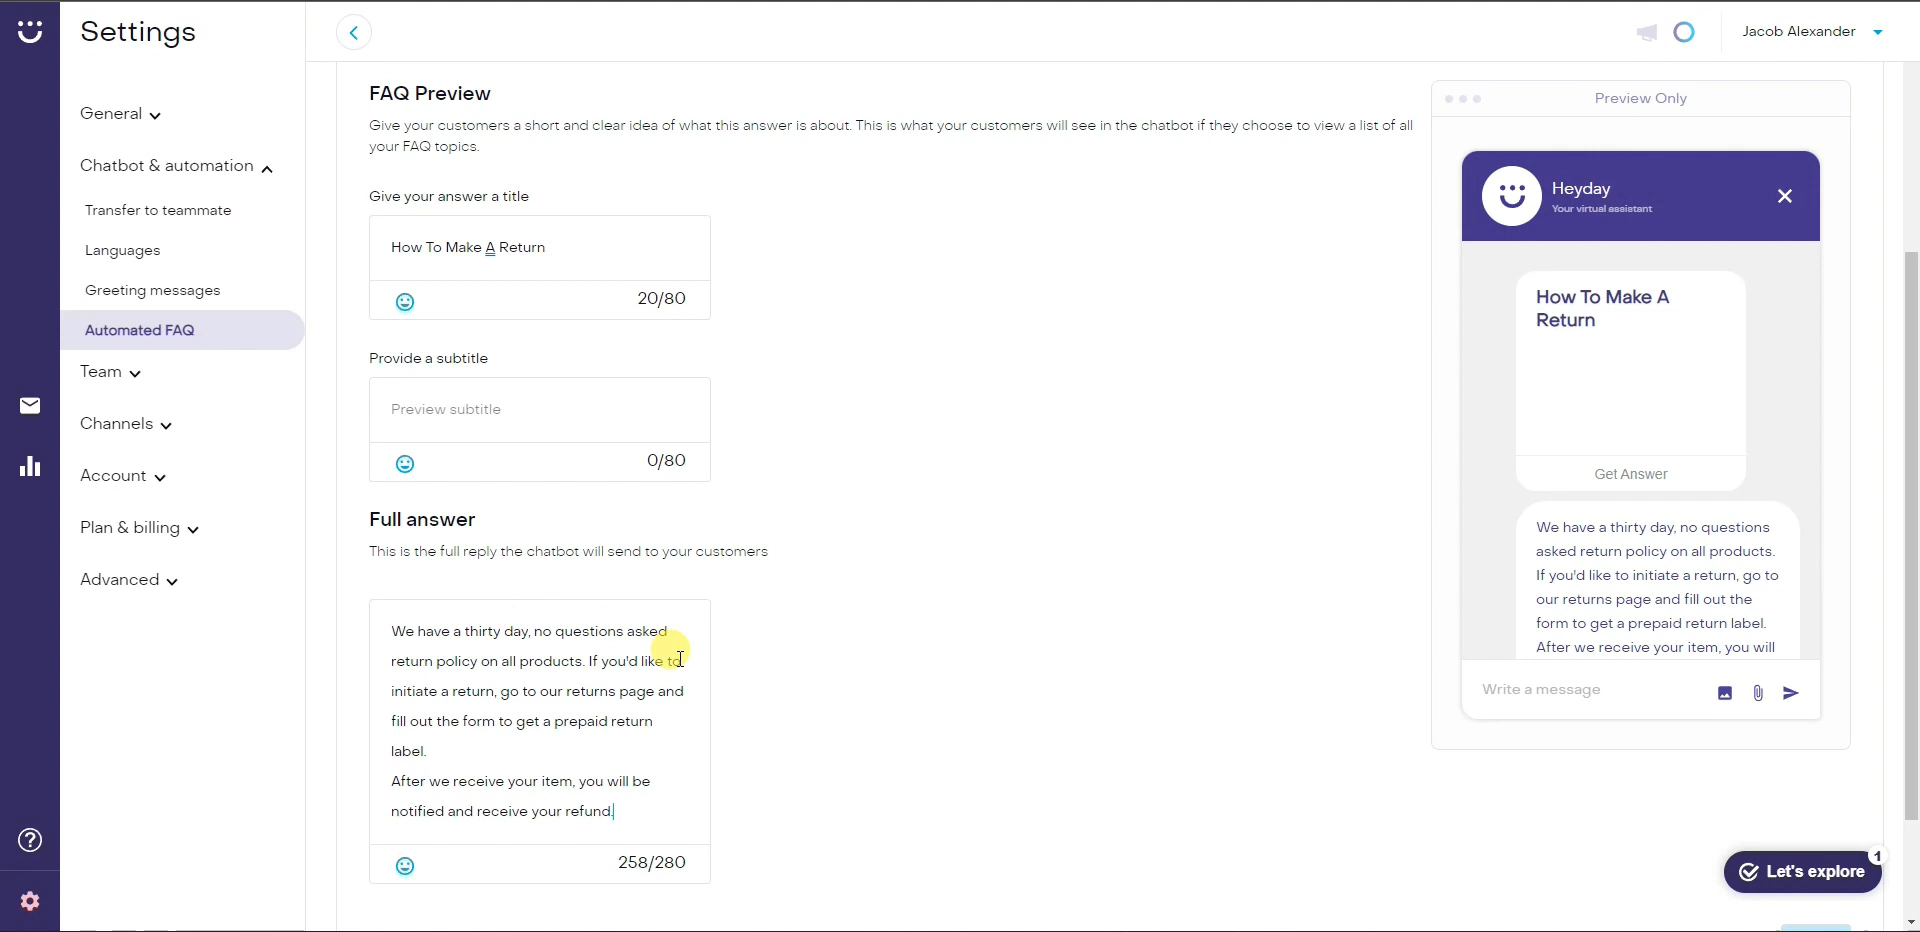 Settings
Jacob Alexander
General
Chatbot & automation
Transfer to teammate
Languages
Greeting messages
Automated FAQ
Team
Channels
Account
Plan & billing
Advanced
FAQ Preview
Give your customers a short and clear idea of what this answer is about. This is what your customers will see in the chatbot if they choose to view a list of all
your FAQ topics.
Give your answer a title
How To Make A Return
20/80
Provide a subtitle
Preview subtitle
0/80
Full answer
This is the full reply the chatbot will send to your customers
We have a thirty day, no questions asked
return policy on all products. If you'd like to
initiate a return, go to our returns page and
fill out the form to get a prepaid return
label.
After we receive your item, you will be
notified and receive your refund.
258/280
Preview Only
Heyday
Your virtual assistant
How To Make A
Return
Get Answer
We have a thirty day, no questions
asked return policy on all products.
If you'd like to initiate a return, go to
our returns page and fill out the
form to get a prepaid return label.
After we receive your item, you will
Write a message
Let's explore
1